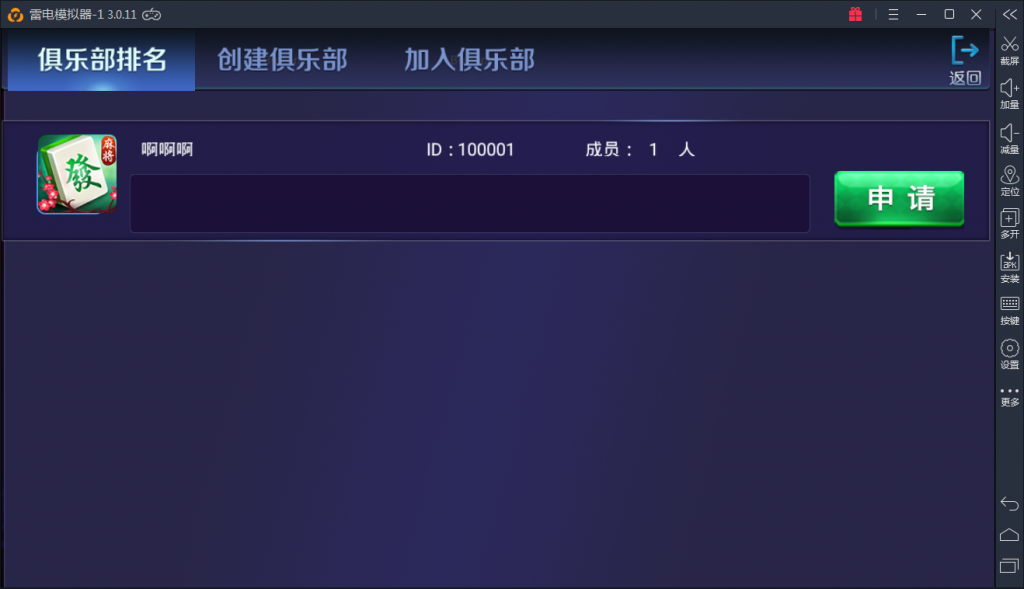 雷电模拟器-1 3.0.11
俱乐部排名 创建俱乐部 加入俱乐部
返回
啊啊啊 ID：100001 成员： 1 人
麻将
發
申请
截屏
加量
减量
定位
多开
APK
安装
按键
设置
更多